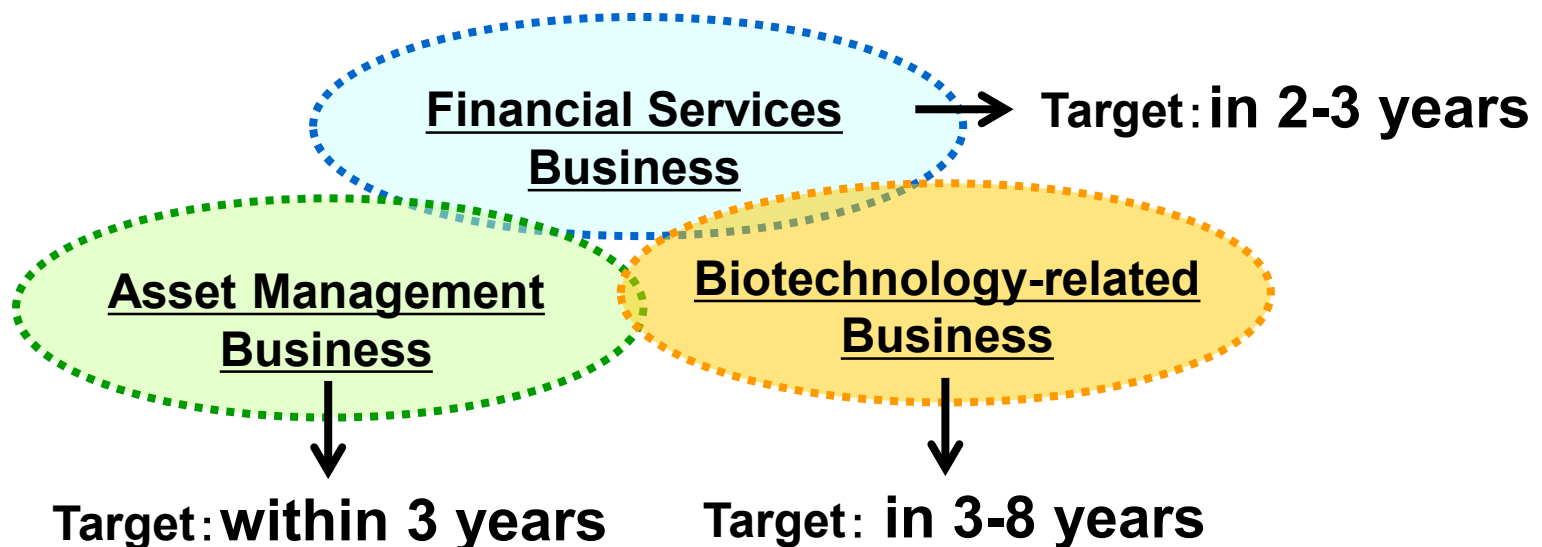 Financial Services
Business
Target: in 2-3 years
Asset Management
Business
Target: within 3 years
Biotechnology-related
Business
Target: in 3-8 years